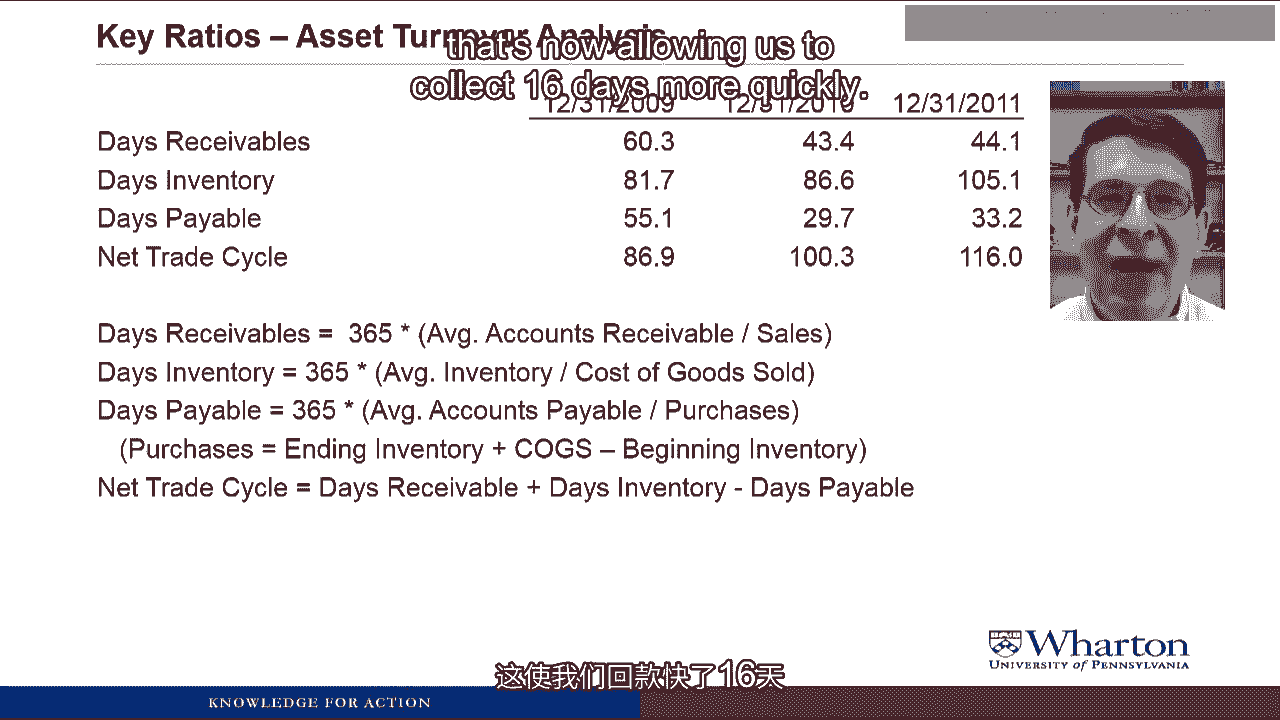 Key Ratios – Asset Turnover Analysis
that's now allowing us to
collect 16 days more quickly.
12/31/2009 12/31/2010 12/31/2011
Days Receivables 60.3 43.4 44.1
Days Inventory 81.7 86.6 105.1
Days Payable 55.1 29.7 33.2
Net Trade Cycle 86.9 100.3 116.0
Days Receivables = 365 * (Avg. Accounts Receivable / Sales)
Days Inventory = 365 * (Avg. Inventory / Cost of Goods Sold)
Days Payable = 365 * (Avg. Accounts Payable / Purchases)
(Purchases = Ending Inventory + COGS – Beginning Inventory)
Net Trade Cycle = Days Receivable + Days Inventory - Days Payable
Wharton
UNIVERSITY of PENNSYLVANIA
这使我们回款快了16天
KNOWLEDGE FOR ACTION